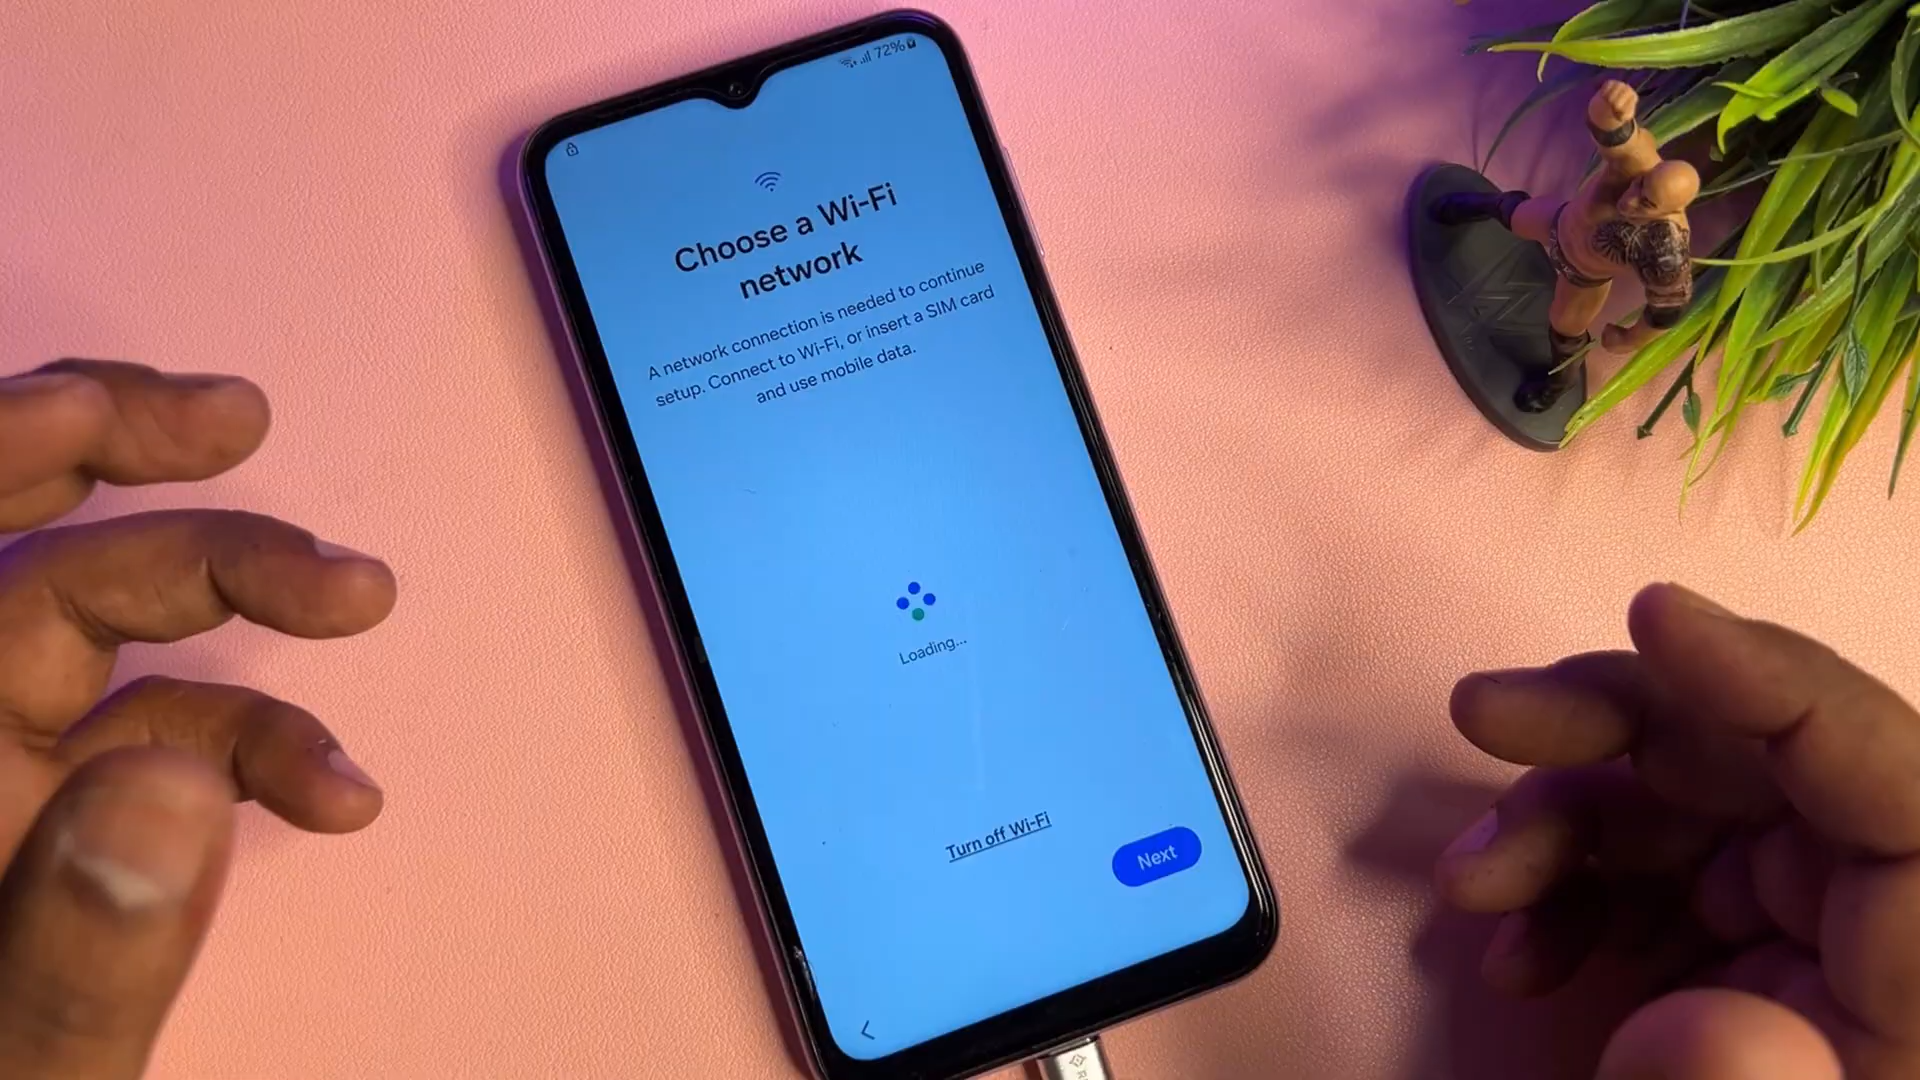 72%
Choose a Wi-Fi
network
A network connection is needed to continue
setup. Connect to Wi-Fi, or insert a SIM card
and use mobile data.
Loading...
Turn off Wi-Fi
Next